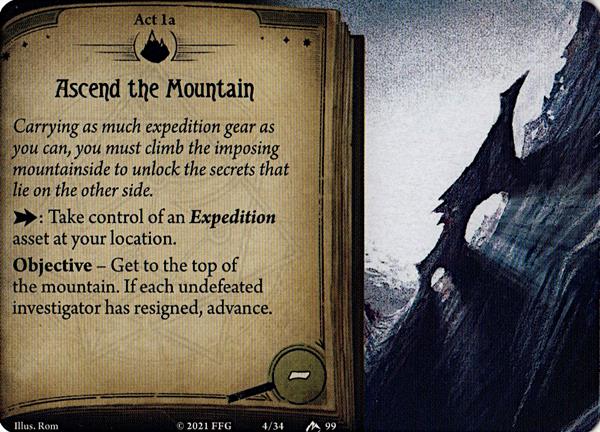 Act 1a
Ascend the Mountain
Carrying as much expedition gear as
you can, you must climb the imposing
mountainside to unlock the secrets that
lie on the other side.
: Take control of an Expedition
asset at your location.
Objective – Get to the top of
the mountain. If each undefeated
investigator has resigned, advance.
–
Illus. Rom © 2021 FFG 4/34 99